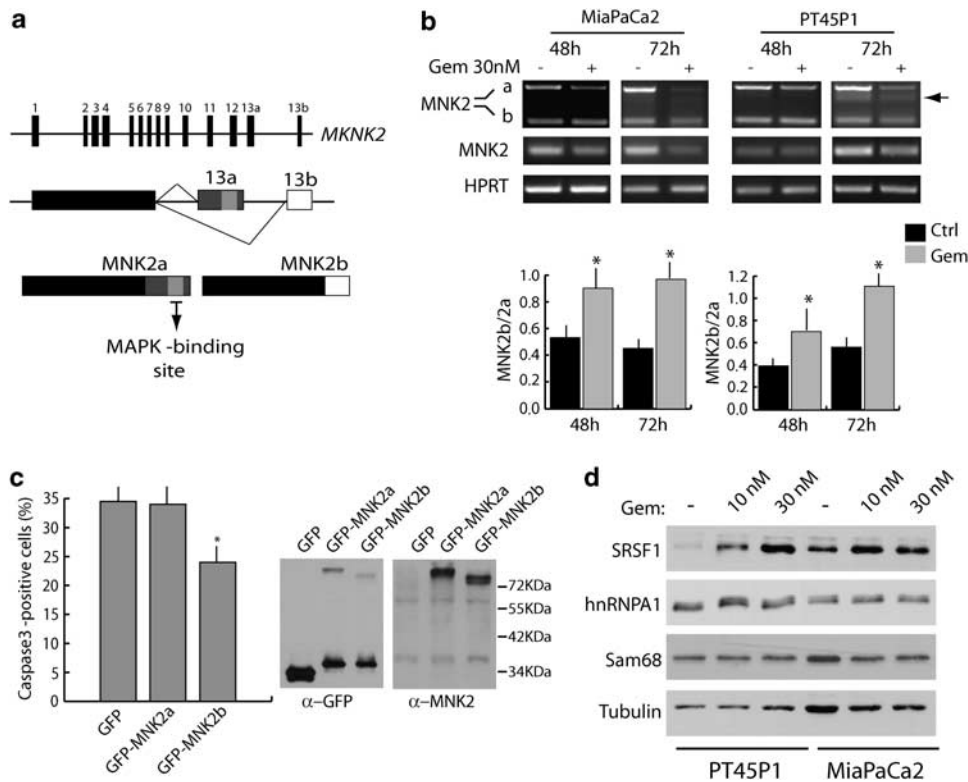 a
1 2 3 4 5 6 7 8 9 10 11 12 13a 13b
MKNK2
13a 13b
MNK2a MNK2b
MAPK -binding
site
b
MiaPaCa2 PT45P1
48h 72h 48h 72h
Gem 30nM - + - + - + - +
a
MNK2
b
MNK2
HPRT
Ctrl
Gem
MNK2b/2a
1.0
0.8
0.6
0.4
0.2
0.0
* *
48h 72h
MNK2b/2a
1.2
1.0
0.8
0.6
0.4
0.2
0.0
* *
48h 72h
c
Caspase3 -positive cells (%)
35
30
25
20
15
10
5
0
*
GFP
GFP-MNK2a
GFP-MNK2b
GFP
GFP-MNK2a
GFP-MNK2b
α-GFP
GFP
GFP-MNK2a
GFP-MNK2b
72KDa
55KDa
42KDa
34KDa
α-MNK2
d
Gem: - 10 nM 30 nM - 10 nM 30 nM
SRSF1
hnRNPA1
Sam68
Tubulin
PT45P1 MiaPaCa2